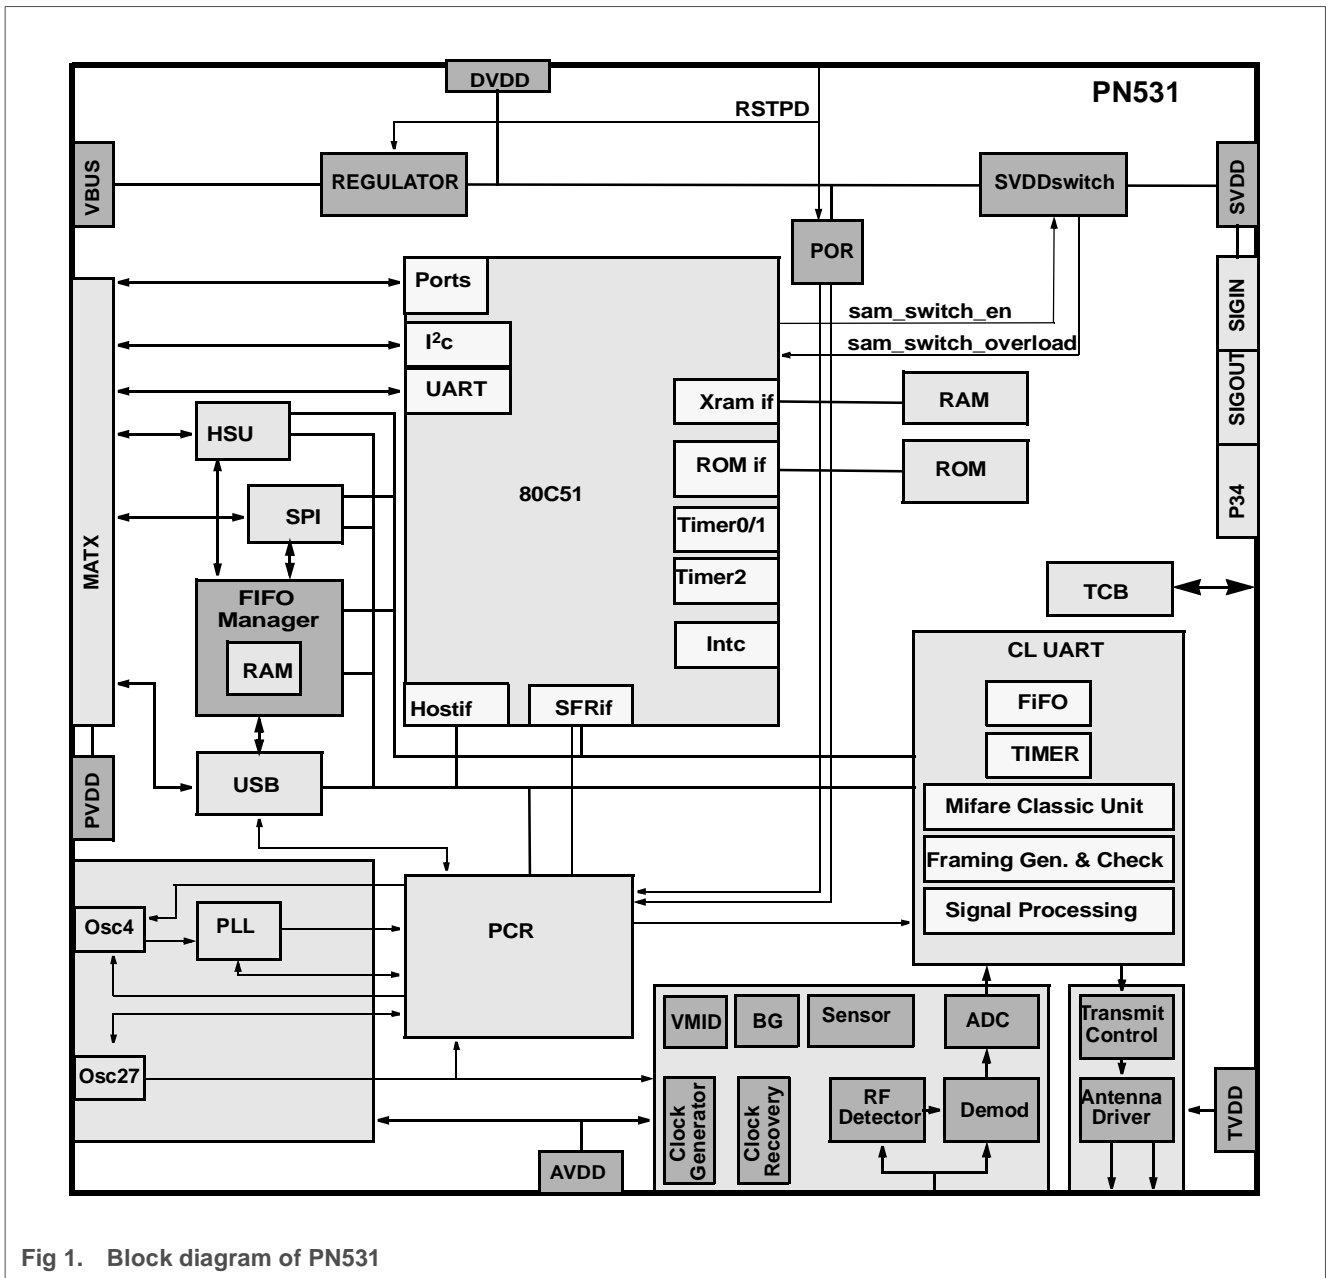 DVDD
PN531
RSTPD
VBUS
REGULATOR
SVDDswitch
SVDD
POR
Ports
sam_switch_en
SIGIN
I²c
sam_switch_overload
UART
Xram if
RAM
SIGOUT
HSU
ROM if
ROM
80C51
P34
SPI
Timer0/1
MATX
Timer2
TCB
FIFO
Manager
RAM
Intc
CL UART
Hostif
SFRif
FiFO
TIMER
USB
PVDD
Mifare Classic Unit
Framing Gen. & Check
Signal Processing
Osc4
PLL
PCR
VMID
BG
Sensor
ADC
Transmit
Control
Osc27
Clock
Generator
Clock
Recovery
RF
Detector
Demod
Antenna
Driver
TVDD
AVDD
Fig 1. Block diagram of PN531